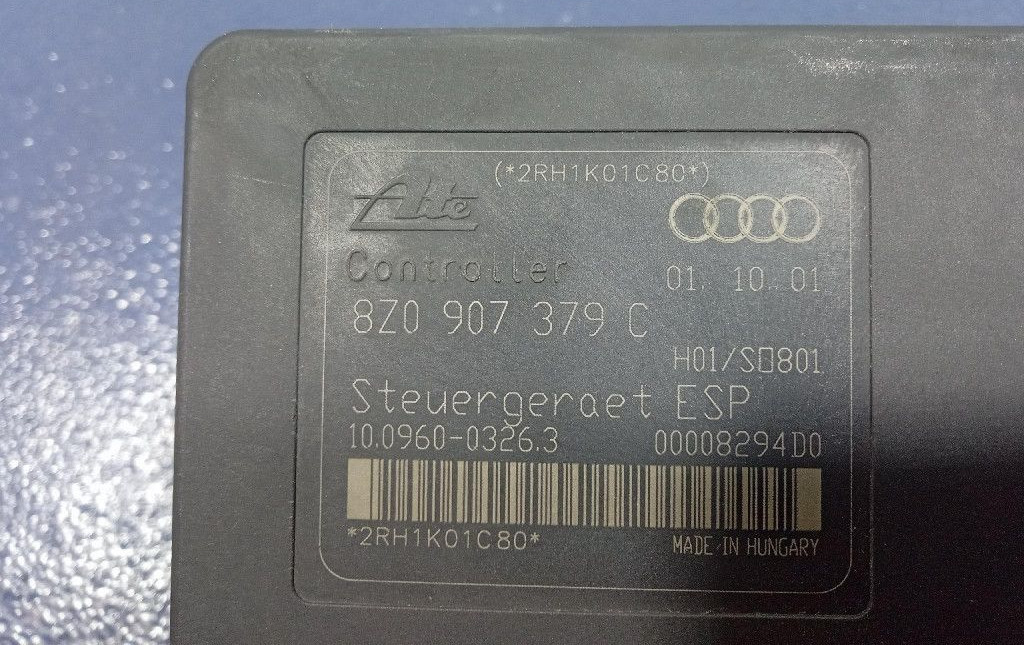 (*2RH1K01C80*)
Ate
Controller 01. 10. 01
8Z0 907 379 C
H01/S▯801
Steuergeraet ESP
10.0960-0326.3 00008294D0
*2RH1K01C80*
MADE IN HUNGARY